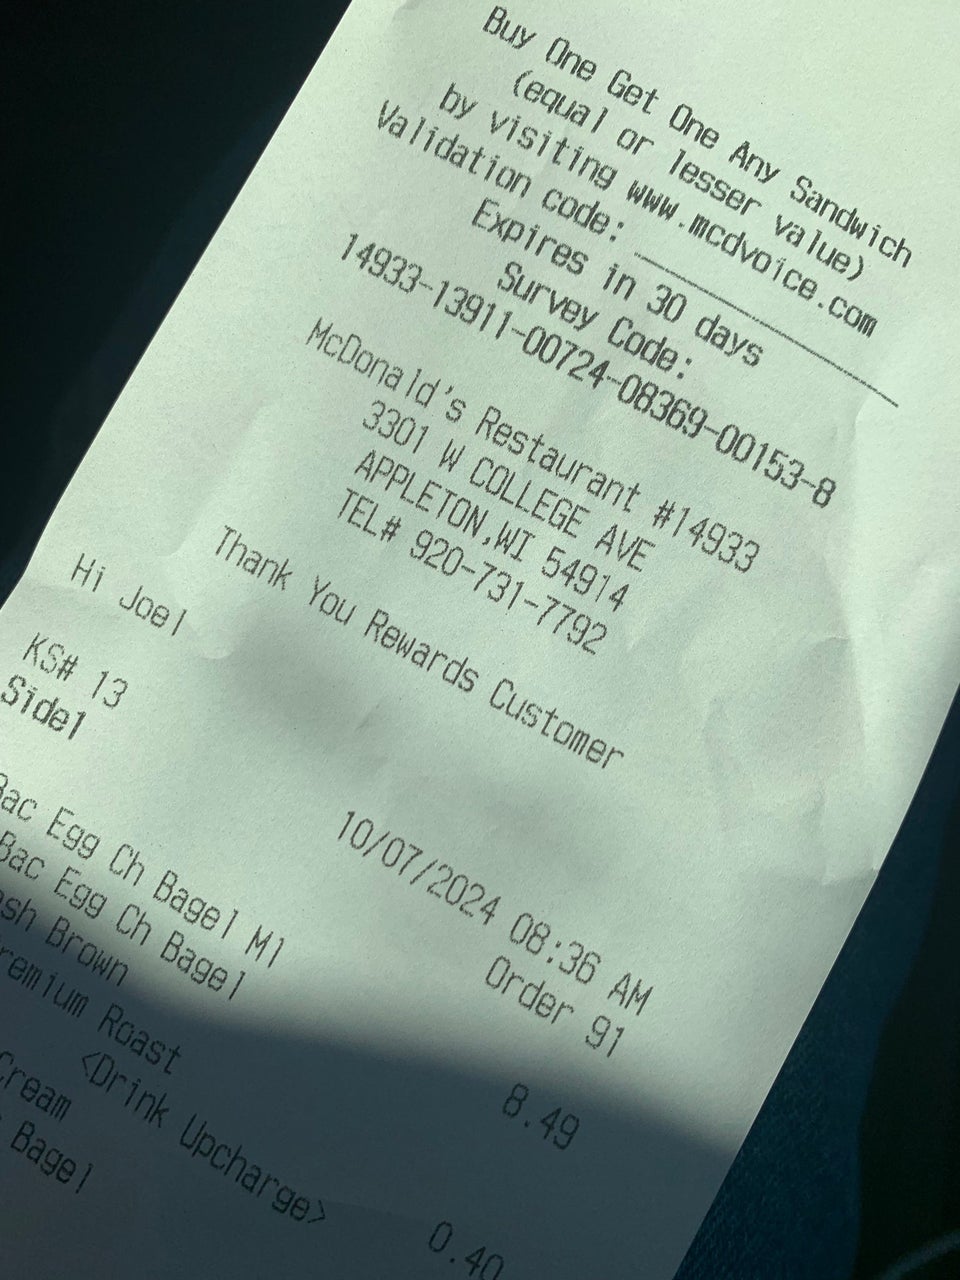 Buy One Get One Any Sandwich
(equal or lesser value)
by visiting www.mcdvoice.com
Validation code:
Expires in 30 days
Survey Code:
14933-13911-00724-08369-00153-8
McDonald's Restaurant #14933
3301 W COLLEGE AVE
APPLETON,WI 54914
TEL# 920-731-7792
Thank You Rewards Customer
Hi Joel
KS# 13
Side1
10/07/2024 08:36 AM
Order 91
Bac Egg Ch Bagel Ml 8.49
Bac Egg Ch Bagel
Brown
Roast
<Drink Upcharge> 0.40
Cream
Bagel